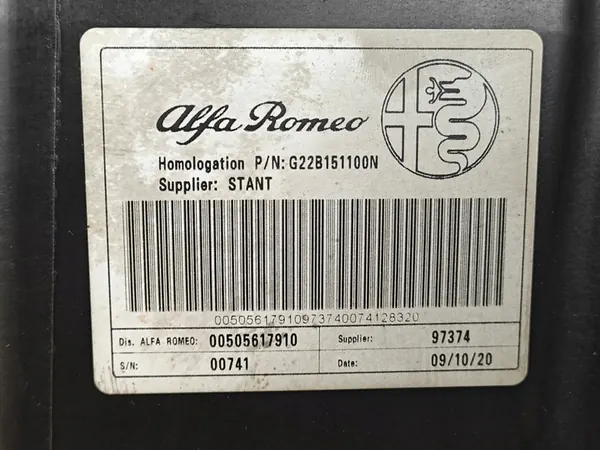 Alfa Romeo
Homologation P/N: G22B151100N
Supplier: STANT
00505617910973740074128320
Dis. ALFA ROMEO: 00505617910 Supplier: 97374
S/N: 00741 Date: 09/10/20